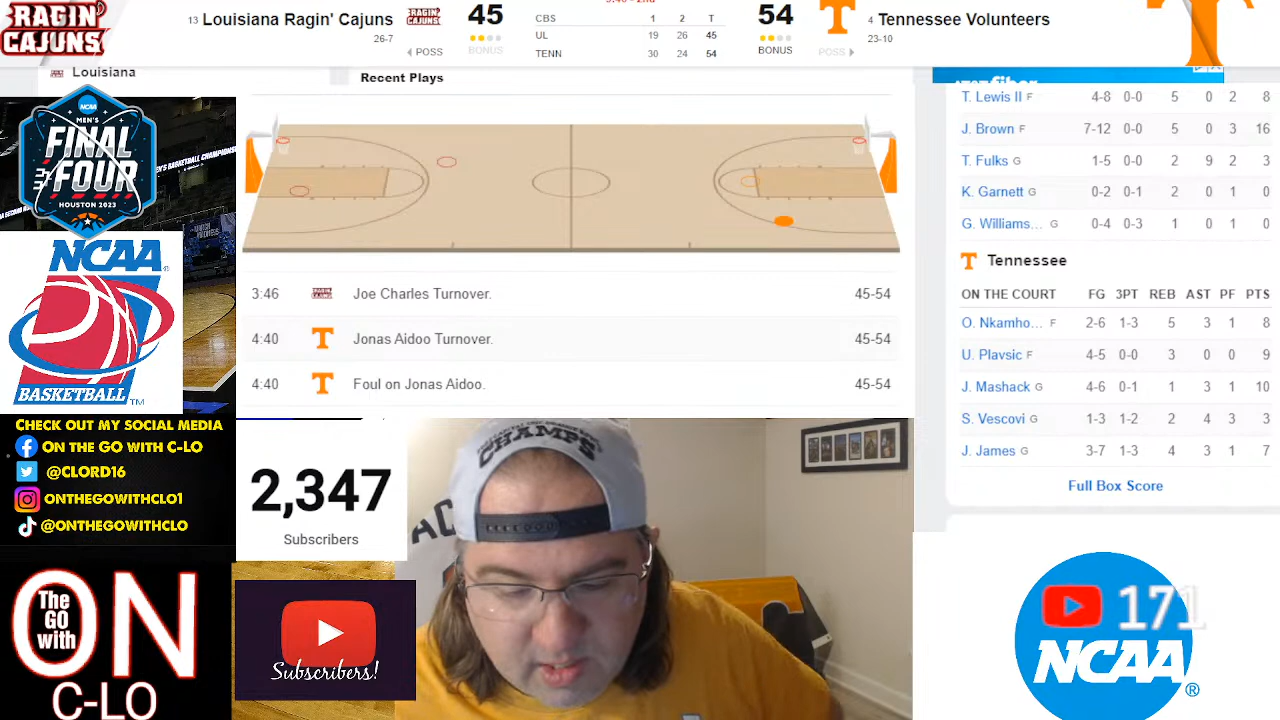 RAGIN'
CAJUNS
13 Louisiana Ragin' Cajuns
26-7
RAGIN'
CAJUNS
POSS
45
BONUS
CBS 1 2 T
UL 19 26 45
TENN 30 24 54
54
BONUS
POSS
4 Tennessee Volunteers
23-10
Louisiana
Recent Plays
NCAA
MEN'S
FINAL
FOUR
HOUSTON 2023
NCAA
BASKETBALL TM
3:46 Joe Charles Turnover. 45-54
4:40 Jonas Aidoo Turnover. 45-54
4:40 Foul on Jonas Aidoo. 45-54
T. Lewis II F 4-8 0-0 5 0 2 8
J. Brown F 7-12 0-0 5 0 3 16
T. Fulks G 1-5 0-0 2 9 2 3
K. Garnett G 0-2 0-1 2 0 1 0
G. Williams... G 0-4 0-3 1 0 1 0
Tennessee
ON THE COURT FG 3PT REB AST PF PTS
O. Nkamho... F 2-6 1-3 5 3 1 8
U. Plavsic F 4-5 0-0 3 0 0 9
J. Mashack G 4-6 0-1 1 3 1 10
S. Vescovi G 1-3 1-2 2 4 3 3
J. James G 3-7 1-3 4 3 1 7
Full Box Score
CHECK OUT MY SOCIAL MEDIA
ON THE GO WITH C-LO
@CLORD16
ONTHEGOWITHCLO1
@ONTHEGOWITHCLO
2,347
Subscribers
CHAMPS
Subscribers!
The
Go
with
ON
C-LO
171
NCAA®